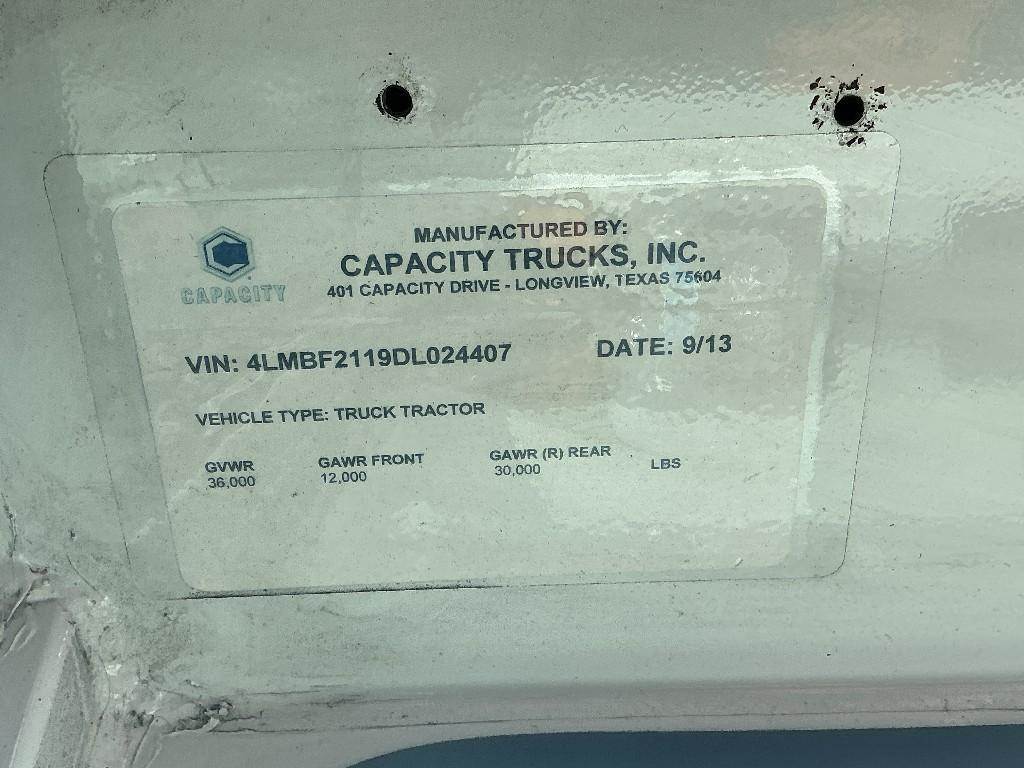 MANUFACTURED BY:
CAPACITY TRUCKS, INC.
401 CAPACITY DRIVE - LONGVIEW, TEXAS 75604
CAPACITY
VIN: 4LMBF2119DL024407 DATE: 9/13
VEHICLE TYPE: TRUCK TRACTOR
GVWR GAWR FRONT GAWR (R) REAR LBS
36,000 12,000 30,000